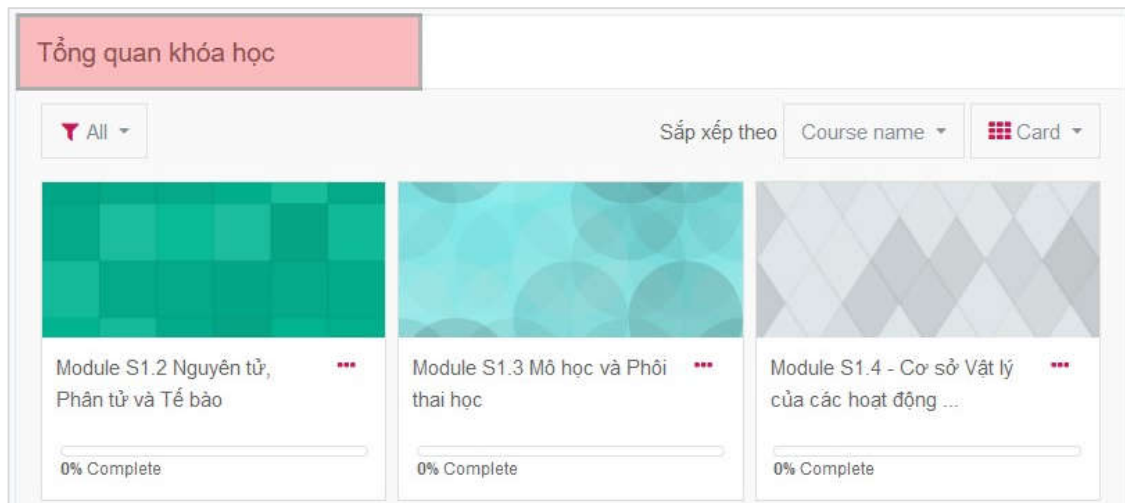 Tổng quan khóa học
All
Sắp xếp theo Course name Card
Module S1.2 Nguyên tử,
Phân tử và Tế bào
0% Complete
Module S1.3 Mô học và Phôi
thai học
0% Complete
Module S1.4 - Cơ sở Vật lý
của các hoạt động ...
0% Complete